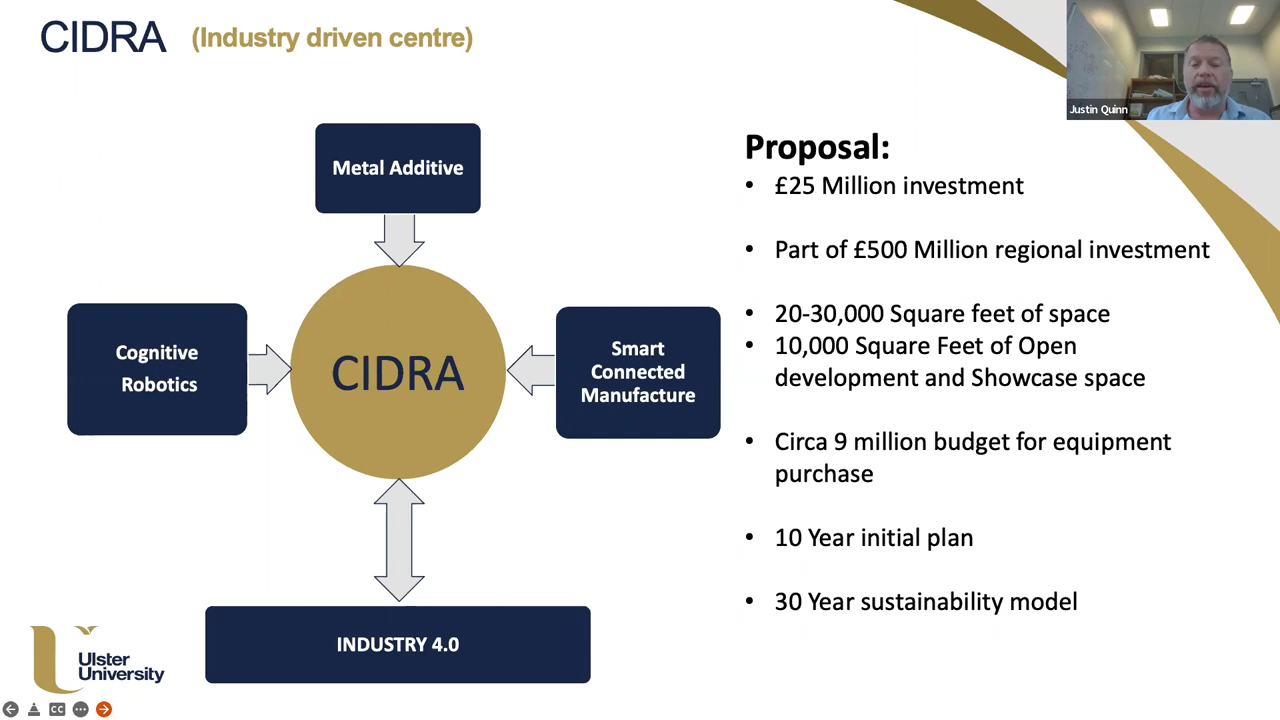 CIDRA (Industry driven centre)
Justin Quinn
Metal Additive
Cognitive
Robotics
CIDRA
Smart
Connected
Manufacture
INDUSTRY 4.0
Proposal:
• £25 Million investment
• Part of £500 Million regional investment
• 20-30,000 Square feet of space
• 10,000 Square Feet of Open
development and Showcase space
• Circa 9 million budget for equipment
purchase
• 10 Year initial plan
• 30 Year sustainability model
Ulster
University
CC